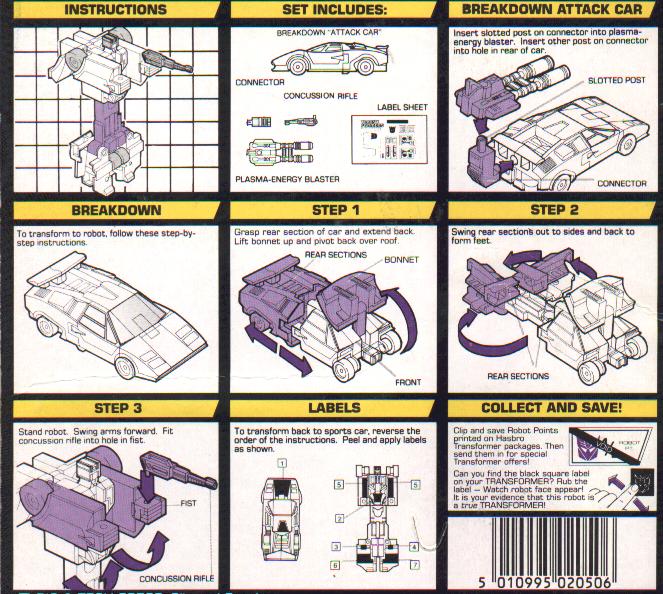 INSTRUCTIONS
SET INCLUDES:
BREAKDOWN "ATTACK CAR"
CONNECTOR
CONCUSSION RIFLE
LABEL SHEET
PLASMA-ENERGY BLASTER
BREAKDOWN ATTACK CAR
Insert slotted post on connector into plasma-
energy blaster. Insert other post on connector
into hole in rear of car.
SLOTTED POST
CONNECTOR
BREAKDOWN
To transform to robot, follow these step-by-
step instructions.
STEP 1
Grasp rear section of car and extend back.
Lift bonnet up and pivot back over roof.
REAR SECTIONS
BONNET
FRONT
STEP 2
Swing rear sections out to sides and back to
form feet.
REAR SECTIONS
STEP 3
Stand robot. Swing arms forward. Fit
concussion rifle into hole in fist.
FIST
CONCUSSION RIFLE
LABELS
To transform back to sports car, reverse the
order of the instructions. Peel and apply labels
as shown.
1
5
5
2
3
4
6
7
COLLECT AND SAVE!
Clip and save Robot Points
printed on Hasbro
Transformer packages. Then
send them in for special
Transformer offers!
ROBOT
Can you find the black square label
on your TRANSFORMER? Rub the
label — Watch robot face appear!
It is your evidence that this robot is
a true TRANSFORMER!
5 010995 020506